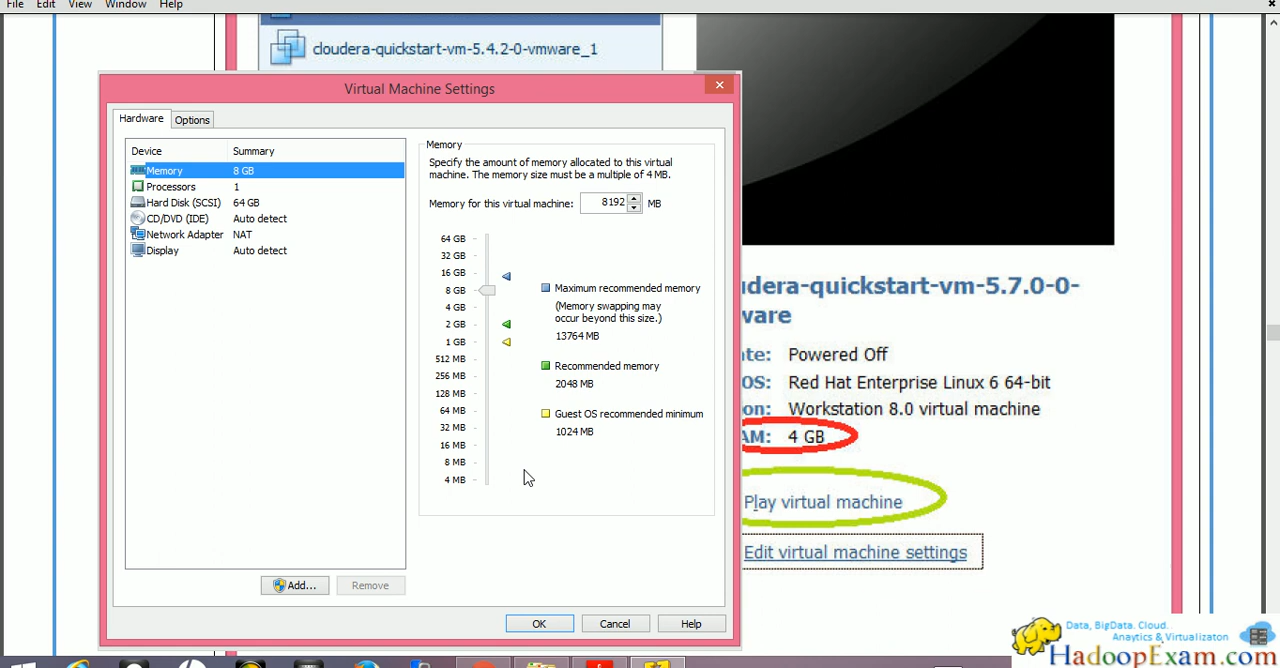 File Edit View Window Help
cloudera-quickstart-vm-5.4.2-0-vmware_1
Virtual Machine Settings
Hardware Options
Device Summary
Memory 8 GB
Processors 1
Hard Disk (SCSI) 64 GB
CD/DVD (IDE) Auto detect
Network Adapter NAT
Display Auto detect
Add... Remove
Memory
Specify the amount of memory allocated to this virtual
machine. The memory size must be a multiple of 4 MB.
Memory for this virtual machine: 8192 MB
64 GB
32 GB
16 GB
8 GB
4 GB
2 GB
1 GB
512 MB
256 MB
128 MB
64 MB
32 MB
16 MB
8 MB
4 MB
Maximum recommended memory
(Memory swapping may
occur beyond this size.)
13764 MB
Recommended memory
2048 MB
Guest OS recommended minimum
1024 MB
OK Cancel Help
udera-quickstart-vm-5.7.0-0-
ware
ate: Powered Off
OS: Red Hat Enterprise Linux 6 64-bit
on: Workstation 8.0 virtual machine
AM: 4 GB
Play virtual machine
Edit virtual machine settings
Data, BigData. Cloud.
Anaytics & Virtualizaton
HadoopExam.com